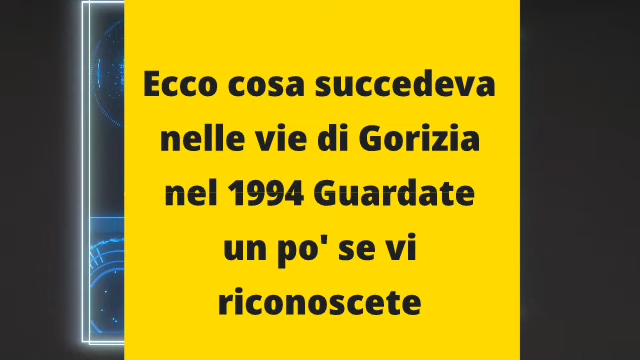 Ecco cosa succedeva
nelle vie di Gorizia
nel 1994 Guardate
un po' se vi
riconoscete